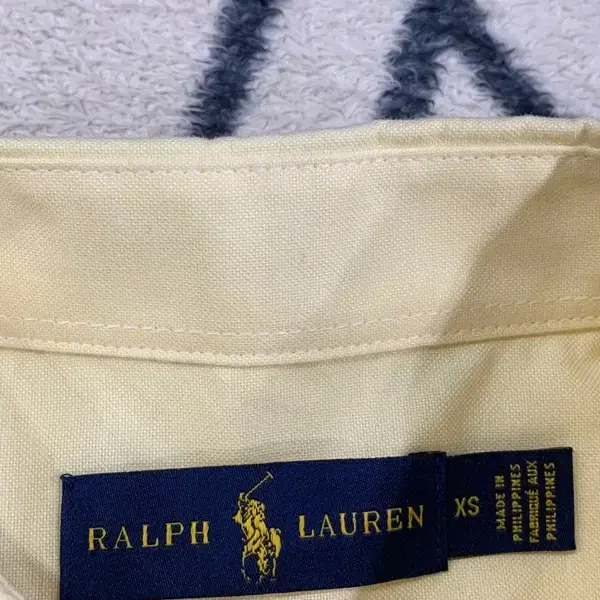 RALPH LAUREN
XS
MADE IN
PHILIPPINES
FABRIQUÉ AUX
PHILIPPINES